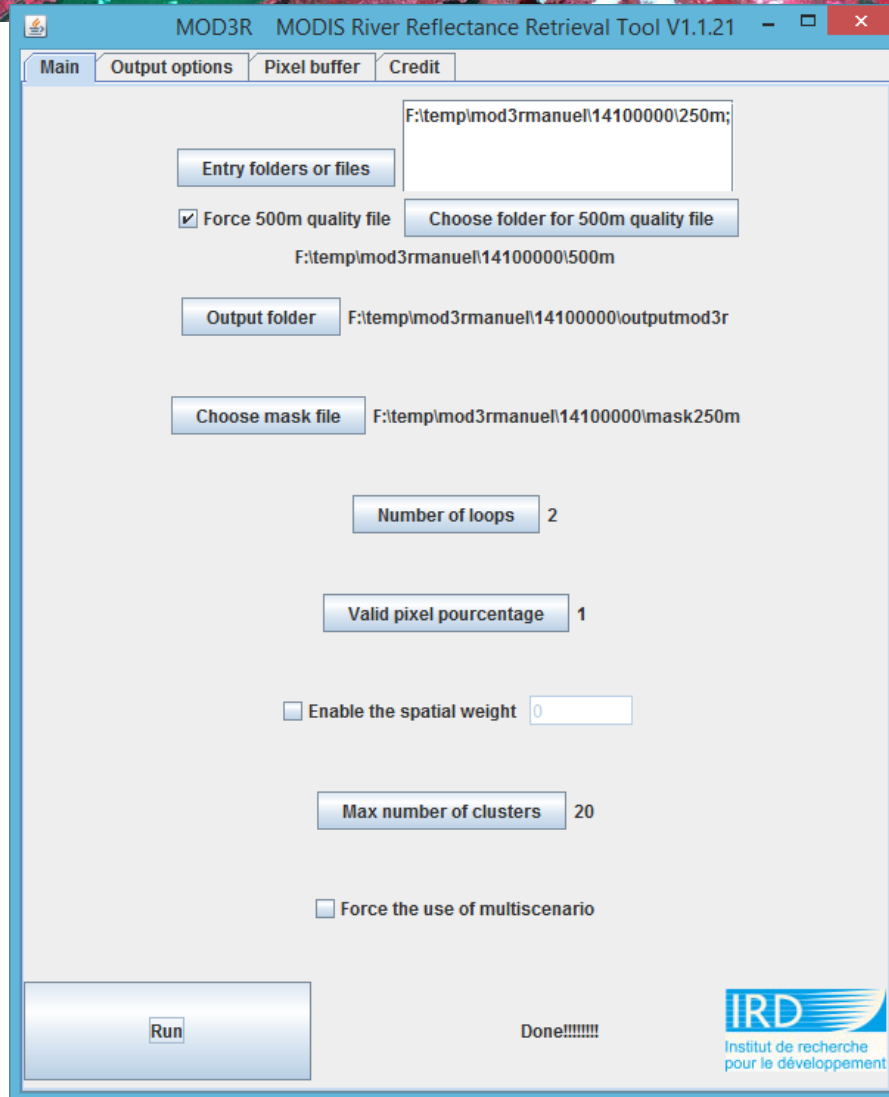 MOD3R MODIS River Reflectance Retrieval Tool V1.1.21
Main Output options Pixel buffer Credit
F:\temp\mod3rmanuel\14100000\250m;
Entry folders or files
Force 500m quality file Choose folder for 500m quality file
F:\temp\mod3rmanuel\14100000\500m
Output folder F:\temp\mod3rmanuel\14100000\outputmod3r
Choose mask file F:\temp\mod3rmanuel\14100000\mask250m
Number of loops 2
Valid pixel pourcentage 1
Enable the spatial weight 0
Max number of clusters 20
Force the use of multiscenario
Run Done!!!!!!!!
IRD
Institut de recherche
pour le développement